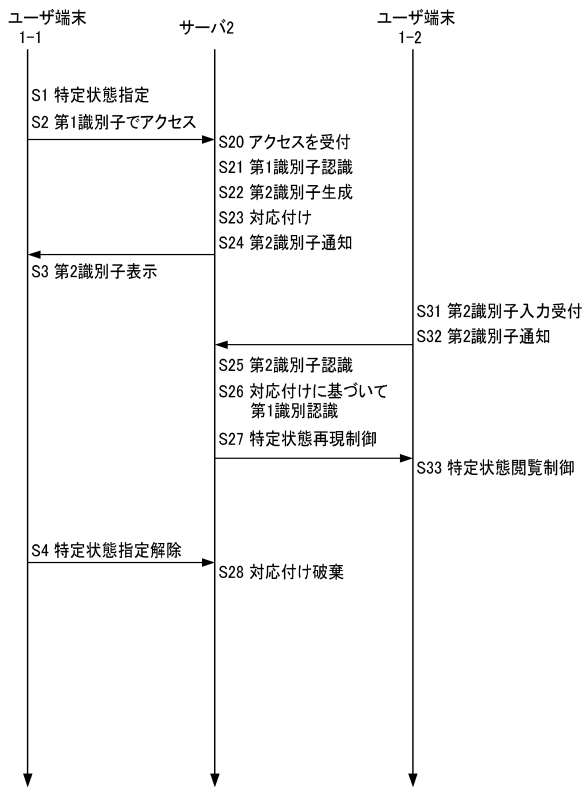 ユーザ端末
1-1
サーバ2
ユーザ端末
1-2
S1 特定状態指定
S2 第1識別子でアクセス
S20 アクセスを受付
S21 第1識別子認識
S22 第2識別子生成
S23 対応付け
S24 第2識別子通知
S3 第2識別子表示
S31 第2識別子入力受付
S32 第2識別子通知
S25 第2識別子認識
S26 対応付けに基づいて
第1識別認識
S27 特定状態再現制御
S33 特定状態閲覧制御
S4 特定状態指定解除
S28 対応付け破棄